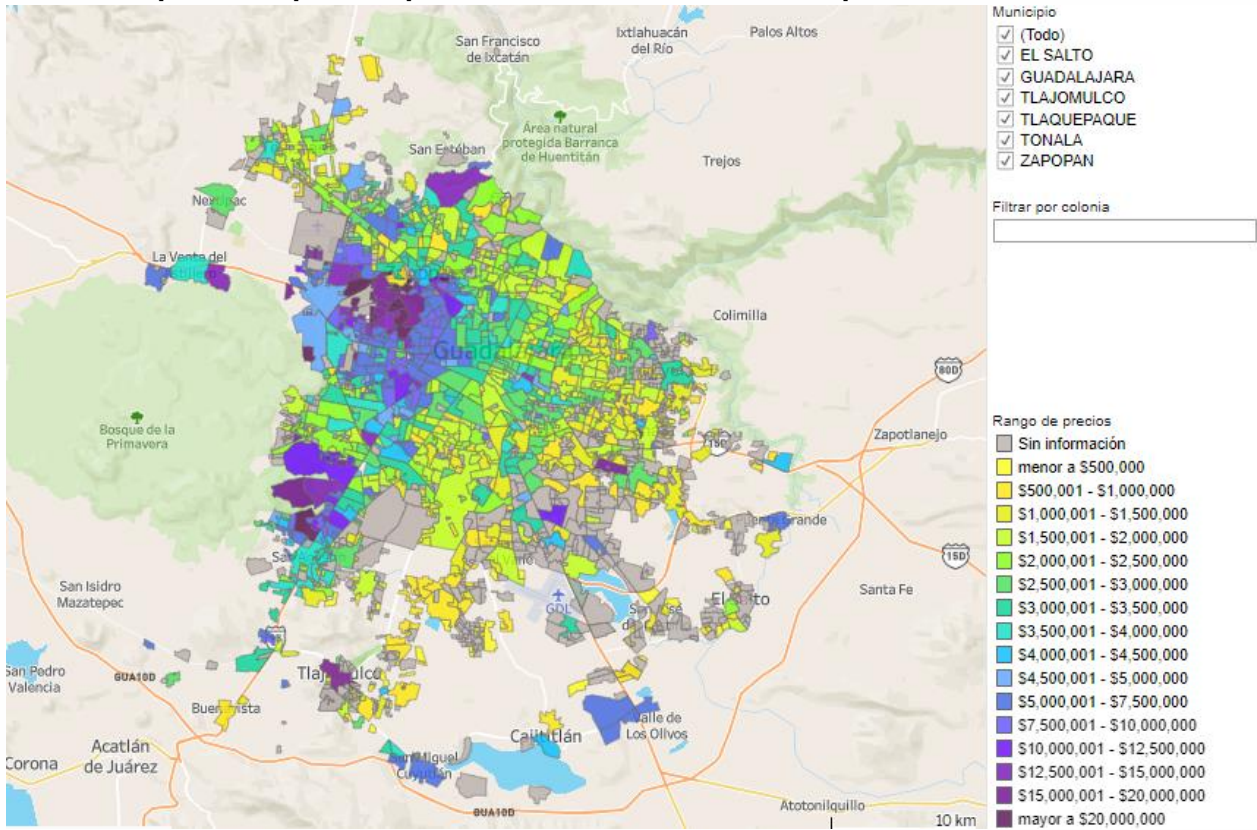 San Francisco
de Ixcatán
Ixtlahuacán
del Río
Palos Altos
Área natural
protegida Barranca
de Huentitán
San Esteban
Trejos
Nextipac
La Venta del
Colimilla
Guadalajara
80D
Bosque de la
Primavera
Zapotlanejo
15D
15D
San Isidro
Mazatepec
GDL
El Salto
Santa Fe
San Pedro
Valencia
GUA10D
Tlajomulco
Buenavista
Cajititlán
Valle de
Los Olivos
Acatlán
de Juárez
Corona
San Miguel
Cuyutlán
GUA10D
Atotonilquillo
10 km
Municipio
(Todo)
EL SALTO
GUADALAJARA
TLAJOMULCO
TLAQUEPAQUE
TONALA
ZAPOPAN
Filtrar por colonia
Rango de precios
Sin información
menor a $500,000
$500,001 - $1,000,000
$1,000,001 - $1,500,000
$1,500,001 - $2,000,000
$2,000,001 - $2,500,000
$2,500,001 - $3,000,000
$3,000,001 - $3,500,000
$3,500,001 - $4,000,000
$4,000,001 - $4,500,000
$4,500,001 - $5,000,000
$5,000,001 - $7,500,000
$7,500,001 - $10,000,000
$10,000,001 - $12,500,000
$12,500,001 - $15,000,000
$15,000,001 - $20,000,000
mayor a $20,000,000